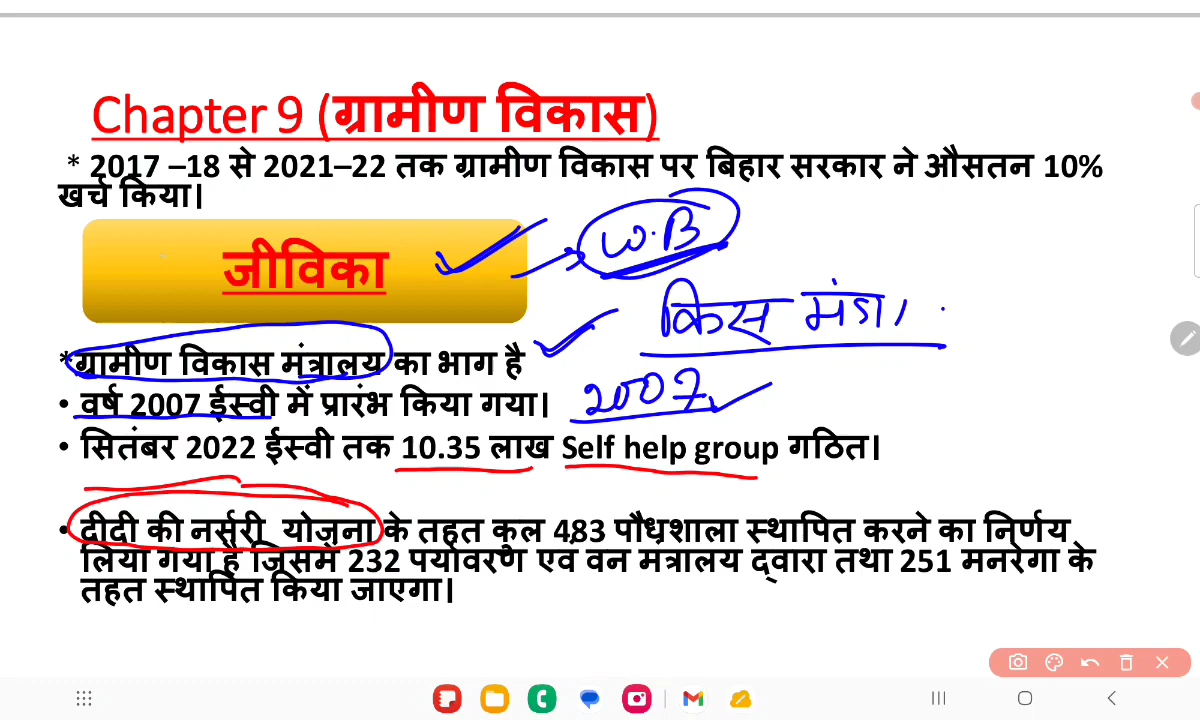 Chapter 9 (ग्रामीण विकास)
* 2017 –18 से 2021–22 तक ग्रामीण विकास पर बिहार सरकार ने औसतन 10%
खर्च किया।
W.B
जीविका
किस मंत्रा
*ग्रामीण विकास मंत्रालय का भाग है
• वर्ष 2007 ईस्वी में प्रारंभ किया गया। 2007
• सितंबर 2022 ईस्वी तक 10.35 लाख Self help group गठित।
• दीदी की नर्सरी योजना के तहत कुल 483 पौधशाला स्थापित करने का निर्णय
लिया गया है जिसमें 232 पर्यावरण एवं वन मंत्रालय द्वारा तथा 251 मनरेगा के
तहत स्थापित किया जाएगा।